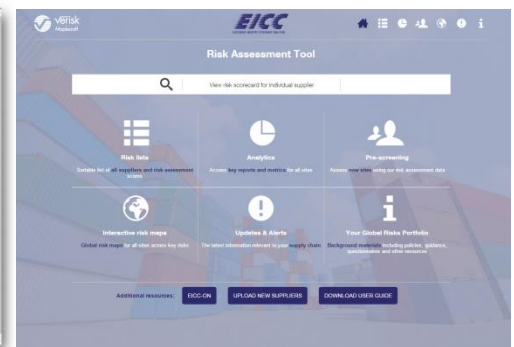 Verisk
Maplecroft
EICC
Risk Assessment Tool
View risk scorecard for individual supplier
Risk lists
Sortable list of all suppliers and risk assessment
scores
Analytics
Access key reports and metrics for all sites
Pre-screening
Assess new sites using our risk assessment data
Interactive risk maps
Global risk maps for all sites across key risks
Updates & Alerts
The latest information relevant to your supply chain
Your Global Risks Portfolio
Background materials including policies, guidance,
questionnaires and other resources
Additional resources:
EICC-ON
UPLOAD NEW SUPPLIERS
DOWNLOAD USER GUIDE